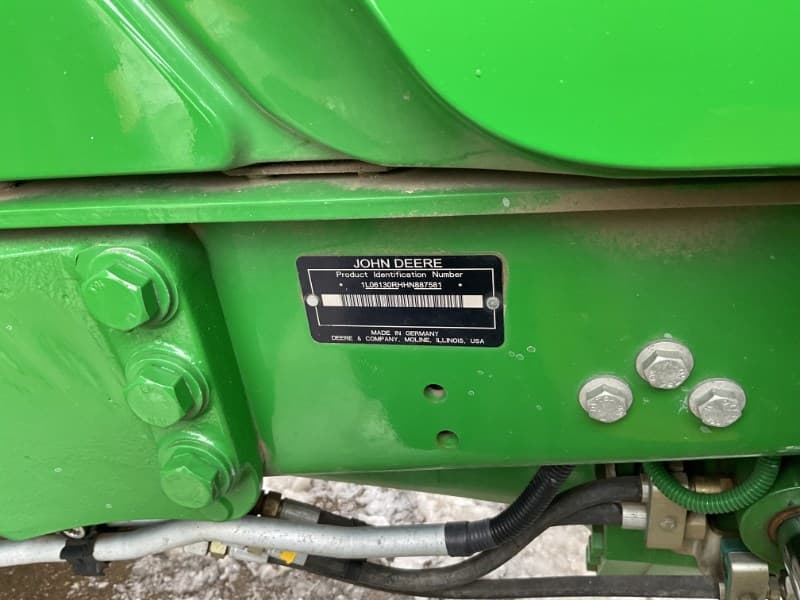 JOHN DEERE
Product Identification Number
* 1L06130RHHN887581 *
MADE IN GERMANY
DEERE & COMPANY, MOLINE, ILLINOIS, USA